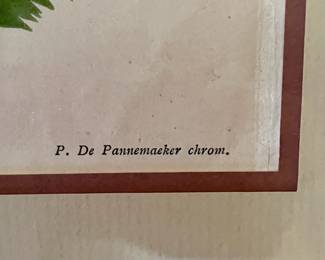 P. De Pannemaeker chrom.